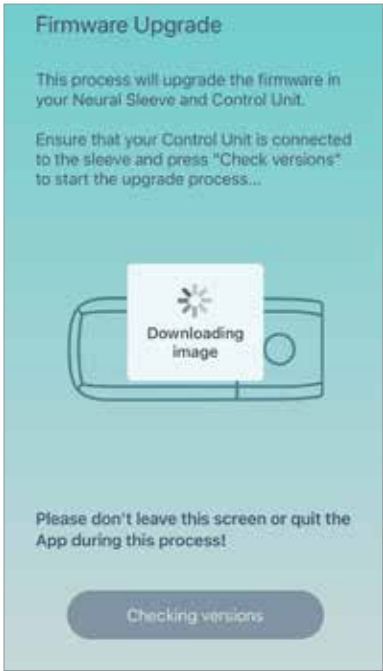 Firmware Upgrade
This process will upgrade the firmware in
your Neural Sleeve and Control Unit.
Ensure that your Control Unit is connected
to the sleeve and press "Check versions"
to start the upgrade process...
Downloading
image
Please don't leave this screen or quit the
App during this process!
Checking versions